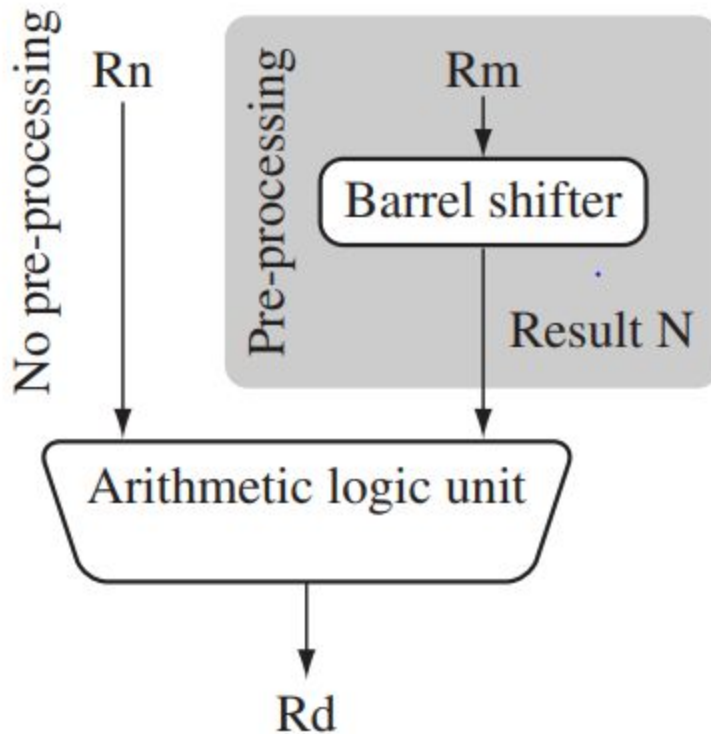 No pre-processing
Rn
Pre-processing
Rm
Barrel shifter
Result N
Arithmetic logic unit
Rd